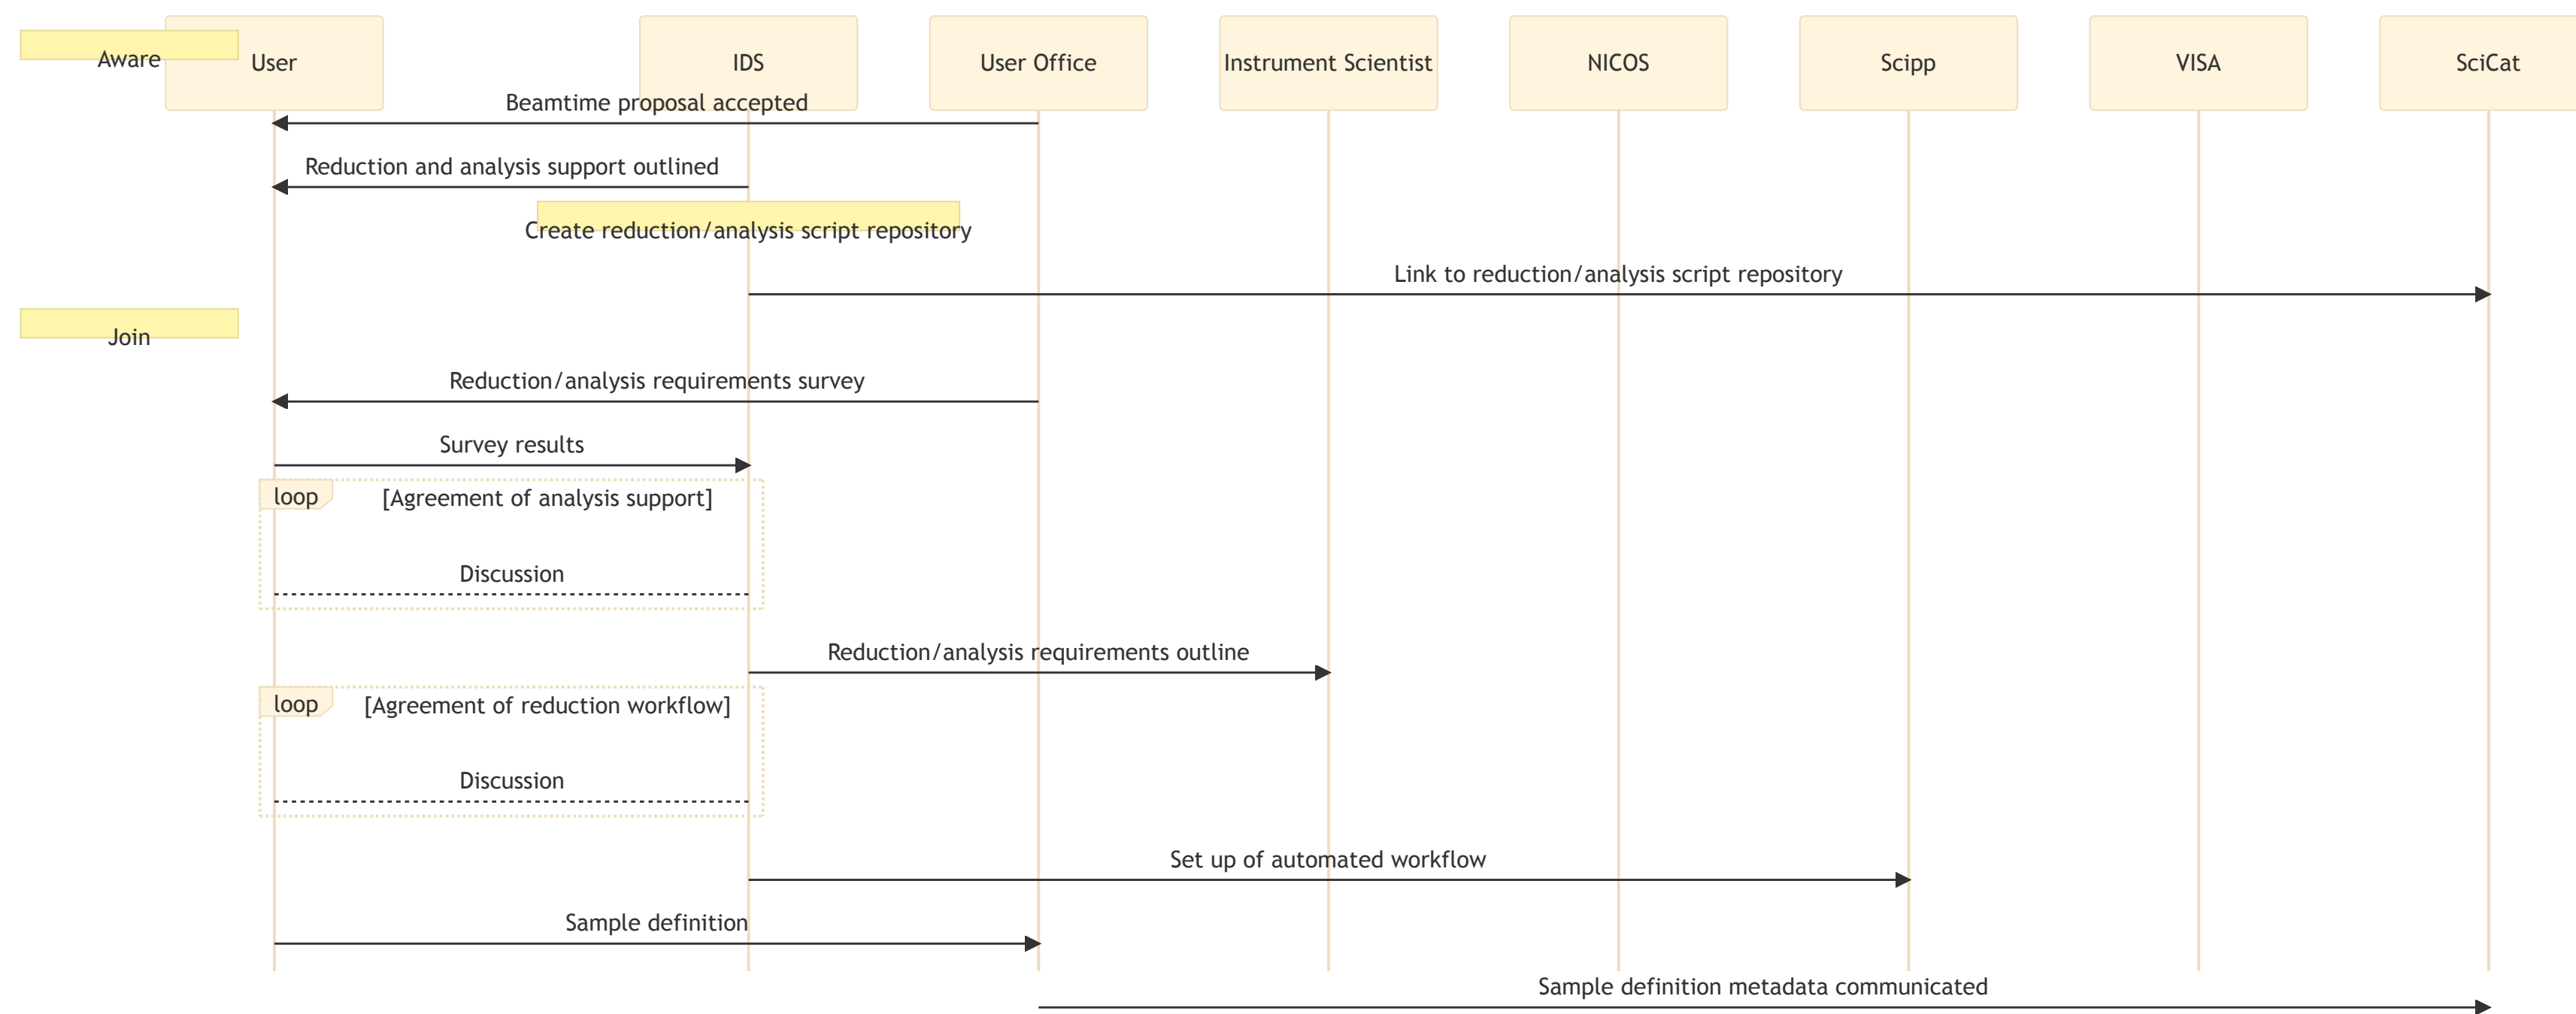 Aware
User
IDS
User Office
Instrument Scientist
NICOS
Scipp
VISA
SciCat
Beamtime proposal accepted
Reduction and analysis support outlined
Create reduction/analysis script repository
Link to reduction/analysis script repository
Join
Reduction/analysis requirements survey
Survey results
loop [Agreement of analysis support]
Discussion
Reduction/analysis requirements outline
loop [Agreement of reduction workflow]
Discussion
Set up of automated workflow
Sample definition
Sample definition metadata communicated